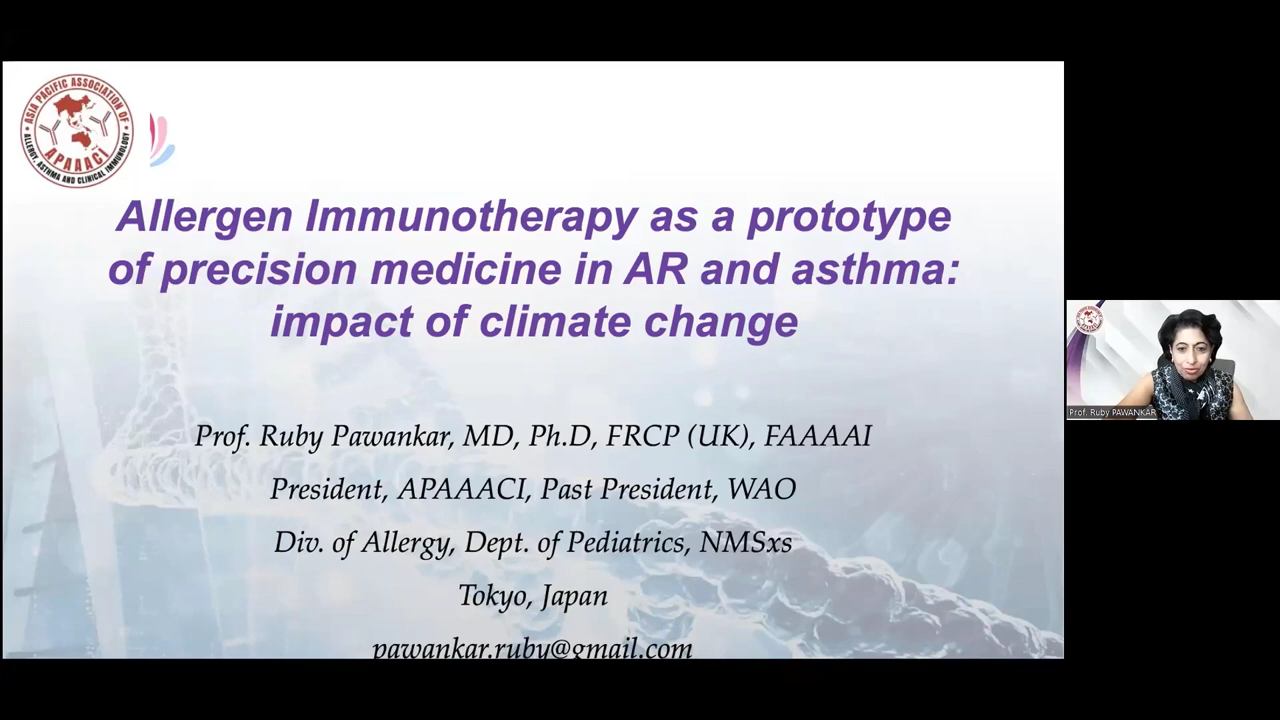 ASIA PACIFIC ASSOCIATION OF
ALLERGY, ASTHMA AND CLINICAL IMMUNOLOGY
APAAACI
Allergen Immunotherapy as a prototype
of precision medicine in AR and asthma:
impact of climate change
Prof. Ruby Pawankar, MD, Ph.D, FRCP (UK), FAAAAI
President, APAAACI, Past President, WAO
Div. of Allergy, Dept. of Pediatrics, NMSxs
Tokyo, Japan
pawankar.ruby@gmail.com
Prof. Ruby PAWANKAR